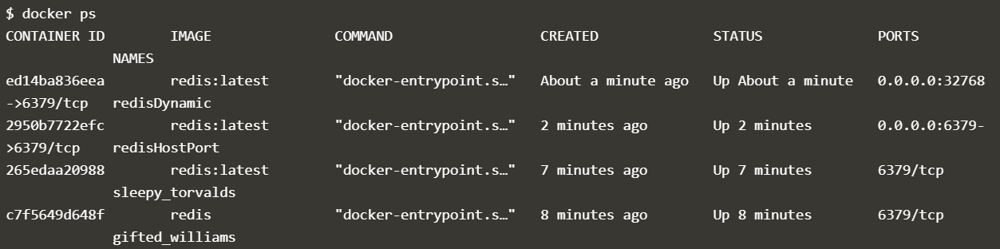 $ docker ps
CONTAINER ID        IMAGE               COMMAND                  CREATED              STATUS              PORTS
             NAMES
ed14ba836eea        redis:latest        "docker-entrypoint.s…"   About a minute ago   Up About a minute   0.0.0.0:32768
->6379/tcp   redisDynamic
2950b7722efc        redis:latest        "docker-entrypoint.s…"   2 minutes ago        Up 2 minutes        0.0.0.0:6379-
>6379/tcp    redisHostPort
265edaa20988        redis:latest        "docker-entrypoint.s…"   7 minutes ago        Up 7 minutes        6379/tcp
             sleepy_torvalds
c7f5649d648f        redis               "docker-entrypoint.s…"   8 minutes ago        Up 8 minutes        6379/tcp
             gifted_williams